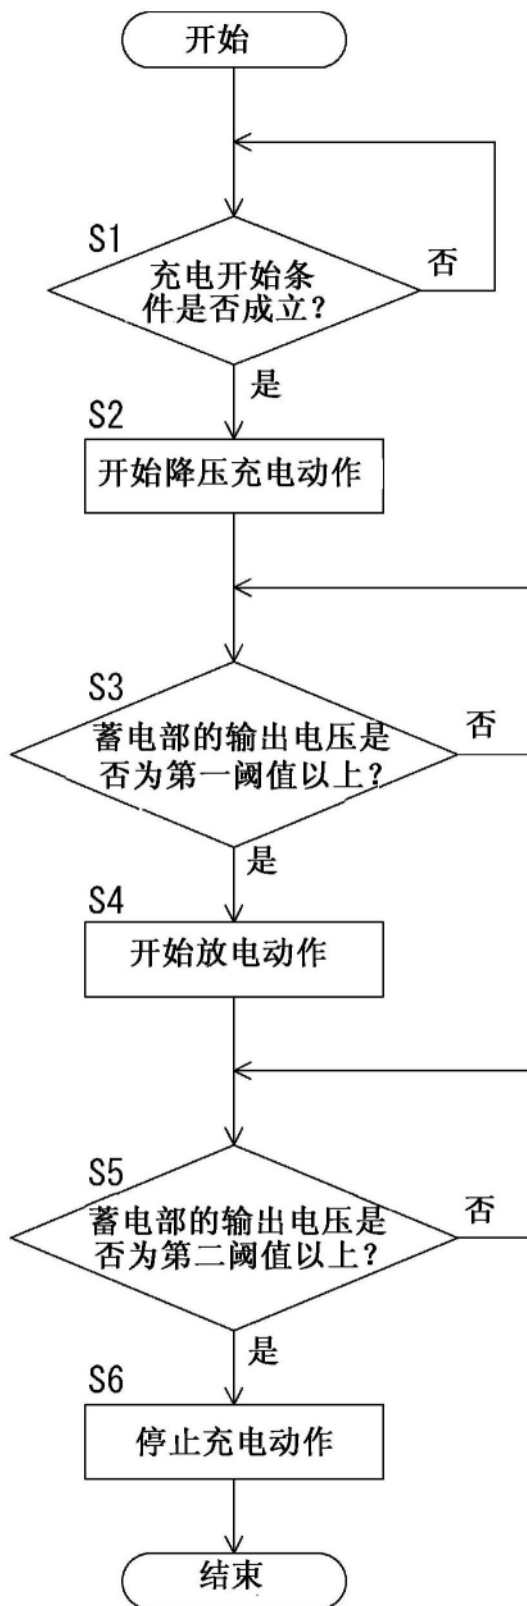 开始
S1
充电开始条
件是否成立?
否
是
S2
开始降压充电动作
S3
蓄电部的输出电压是
否为第一阈值以上?
否
是
S4
开始放电动作
S5
蓄电部的输出电压是
否为第二阈值以上?
否
是
S6
停止充电动作
结束